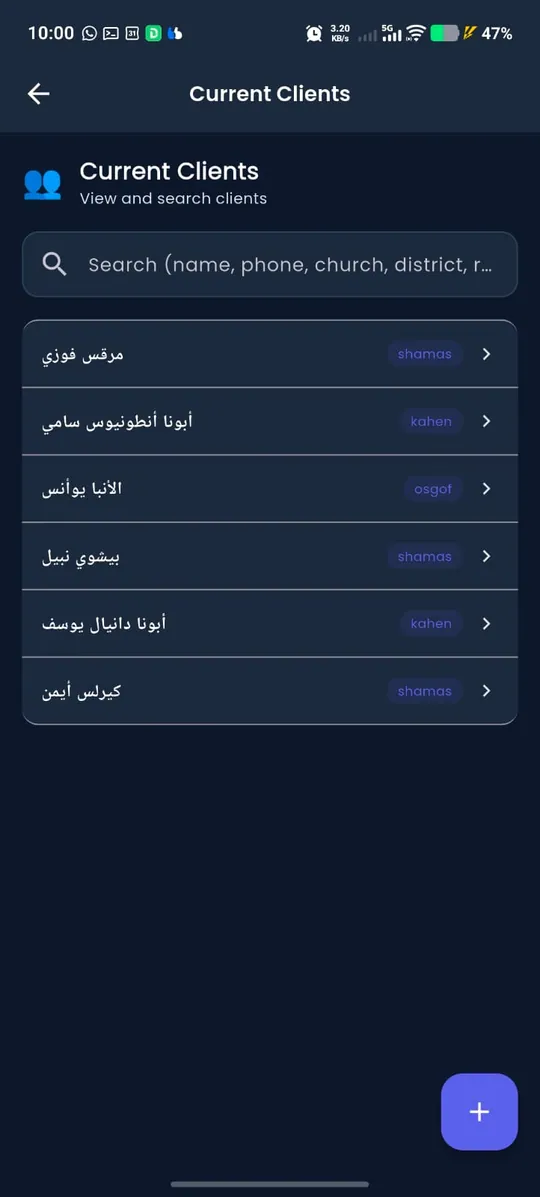 10:00
3.20 KB/s 5G 47%
Current Clients
Current Clients
View and search clients
Search (name, phone, church, district, r...
مرقس فوزي shamas
أبونا أنطونيوس سامي kahen
الأنبا يوأنس osgof
بيشوي نبيل shamas
أبونا دانيال يوسف kahen
كيرلس أيمن shamas